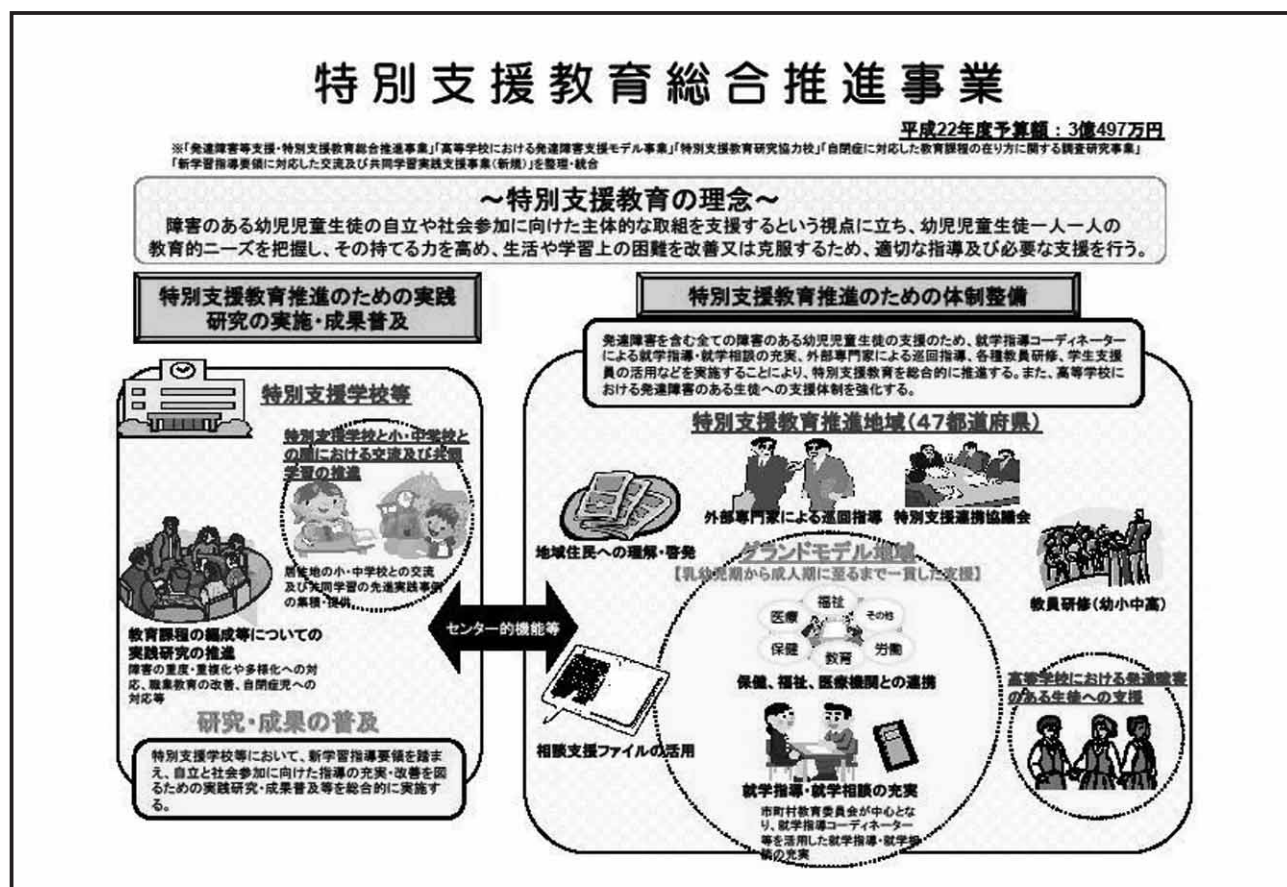 特別支援教育総合推進事業
平成22年度予算額：3億497万円
※「発達障害等支援・特別支援教育総合推進事業」「高等学校における発達障害支援モデル事業」「特別支援教育研究協力校」「自閉症に対応した教育課程の在り方に関する調査研究事業」
「新学習指導要領に対応した交流及び共同学習実践支援事業（新規）」を整理・統合
～特別支援教育の理念～
障害のある幼児児童生徒の自立や社会参加に向けた主体的な取組を支援するという視点に立ち、幼児児童生徒一人一人の
教育的ニーズを把握し、その持てる力を高め、生活や学習上の困難を改善又は克服するため、適切な指導及び必要な支援を行う。
特別支援教育推進のための実践
研究の実施・成果普及
特別支援学校等
特別支援学校と小・中学校と
の間における交流及び共同
学習の推進
居住地の小・中学校との交流
及び共同学習の先進実践事例
の集積・提供
教育課程の編成等についての
実践研究の推進
障害の重度・重複化や多様化への対
応、職業教育の改善、自閉症児への
対応等
研究・成果の普及
特別支援学校等において、新学習指導要領を踏ま
え、自立と社会参加に向けた指導の充実・改善を図
るための実践研究・成果普及等を総合的に実施す
る。
センター的機能等
特別支援教育推進のための体制整備
発達障害を含む全ての障害のある幼児児童生徒の支援のため、就学指導コーディネーター
による就学指導・就学相談の充実、外部専門家による巡回指導、各種教員研修、学生支援
員の活用などを実施することにより、特別支援教育を総合的に推進する。また、高等学校に
おける発達障害のある生徒への支援体制を強化する。
特別支援教育推進地域（47都道府県）
外部専門家による巡回指導
特別支援連携協議会
地域住民への理解・啓発
教員研修（幼小中高）
グランドモデル地域
【乳幼児期から成人期に至るまで一貫した支援】
福祉
医療
その他
保健
教育
労働
保健、福祉、医療機関との連携
相談支援ファイルの活用
就学指導・就学相談の充実
市町村教育委員会が中心とな
り、就学指導コーディネーター
等を活用した就学指導・就学相
談の充実
高等学校における発達障害
のある生徒への支援